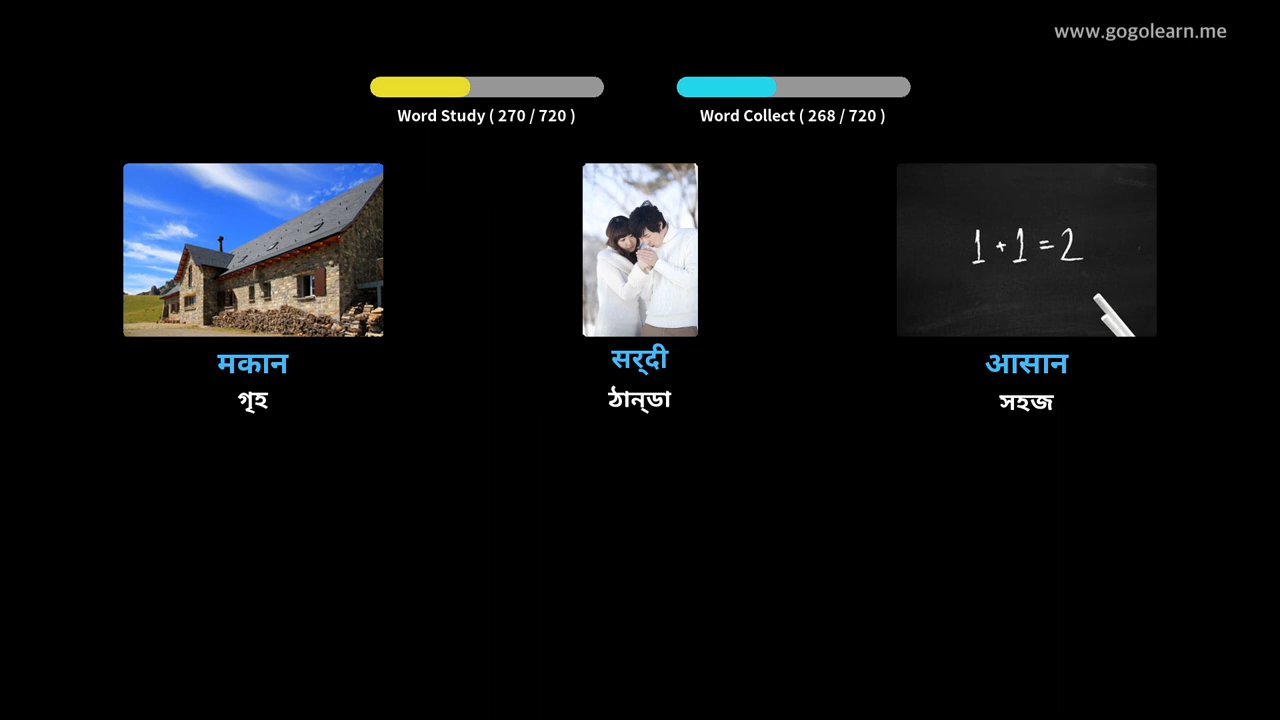 www.gogolearn.me
Word Study ( 270 / 720 )
Word Collect ( 268 / 720 )
1 + 1 = 2
मकान
सर्‌दी
आसान
গৃহ
ঠান্‌ডা
সহজ